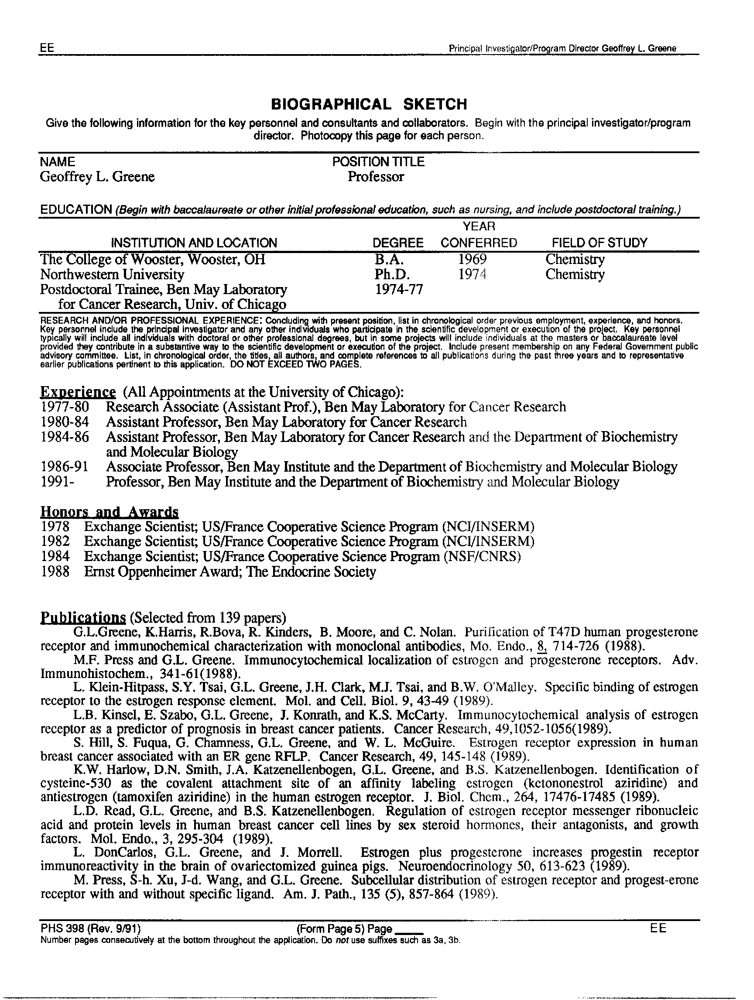 EE Principal Investigator/Program Director Geoffrey L. Greene
BIOGRAPHICAL SKETCH
Give the following information for the key personnel and consultants and collaborators. Begin with the principal investigator/program
director. Photocopy this page for each person.
NAME POSITION TITLE
Geoffrey L. Greene Professor
EDUCATION (Begin with baccalaureate or other initial professional education, such as nursing, and include postdoctoral training.)
YEAR
INSTITUTION AND LOCATION DEGREE CONFERRED FIELD OF STUDY
The College of Wooster, Wooster, OH B.A. 1969 Chemistry
Northwestern University Ph.D. 1974 Chemistry
Postdoctoral Trainee, Ben May Laboratory 1974-77
for Cancer Research, Univ. of Chicago
RESEARCH AND/OR PROFESSIONAL EXPERIENCE: Concluding with present position, list in chronological order previous employment, experience, and honors.
Key personnel include the principal investigator and any other individuals who participate in the scientific development or execution of the project. Key personnel
typically will include all individuals with doctoral or other professional degrees, but in some projects will include individuals at the masters or baccalaureate level
provided they contribute in a substantive way to the scientific development or execution of the project. Include present membership on any Federal Government public
advisory committee. List, in chronological order, the titles, all authors, and complete references to all publications during the past three years and to representative
earlier publications pertinent to this application. DO NOT EXCEED TWO PAGES.
Experience (All Appointments at the University of Chicago):
1977-80 Research Associate (Assistant Prof.), Ben May Laboratory for Cancer Research
1980-84 Assistant Professor, Ben May Laboratory for Cancer Research
1984-86 Assistant Professor, Ben May Laboratory for Cancer Research and the Department of Biochemistry
and Molecular Biology
1986-91 Associate Professor, Ben May Institute and the Department of Biochemistry and Molecular Biology
1991- Professor, Ben May Institute and the Department of Biochemistry and Molecular Biology
Honors and Awards
1978 Exchange Scientist; US/France Cooperative Science Program (NCI/INSERM)
1982 Exchange Scientist; US/France Cooperative Science Program (NCI/INSERM)
1984 Exchange Scientist; US/France Cooperative Science Program (NSF/CNRS)
1988 Ernst Oppenheimer Award; The Endocrine Society
Publications (Selected from 139 papers)
G.L.Greene, K.Harris, R.Bova, R. Kinders, B. Moore, and C. Nolan. Purification of T47D human progesterone
receptor and immunochemical characterization with monoclonal antibodies, Mo. Endo., 8, 714-726 (1988).
M.F. Press and G.L. Greene. Immunocytochemical localization of estrogen and progesterone receptors. Adv.
Immunohistochem., 341-61(1988).
L. Klein-Hitpass, S.Y. Tsai, G.L. Greene, J.H. Clark, M.J. Tsai, and B.W. O'Malley. Specific binding of estrogen
receptor to the estrogen response element. Mol. and Cell. Biol. 9, 43-49 (1989).
L.B. Kinsel, E. Szabo, G.L. Greene, J. Konrath, and K.S. McCarty. Immunocytochemical analysis of estrogen
receptor as a predictor of prognosis in breast cancer patients. Cancer Research, 49,1052-1056(1989).
S. Hill, S. Fuqua, G. Chamness, G.L. Greene, and W. L. McGuire. Estrogen receptor expression in human
breast cancer associated with an ER gene RFLP. Cancer Research, 49, 145-148 (1989).
K.W. Harlow, D.N. Smith, J.A. Katzenellenbogen, G.L. Greene, and B.S. Katzenellenbogen. Identification of
cysteine-530 as the covalent attachment site of an affinity labeling estrogen (ketononestrol aziridine) and
antiestrogen (tamoxifen aziridine) in the human estrogen receptor. J. Biol. Chem., 264, 17476-17485 (1989).
L.D. Read, G.L. Greene, and B.S. Katzenellenbogen. Regulation of estrogen receptor messenger ribonucleic
acid and protein levels in human breast cancer cell lines by sex steroid hormones, their antagonists, and growth
factors. Mol. Endo., 3, 295-304 (1989).
L. DonCarlos, G.L. Greene, and J. Morrell. Estrogen plus progesterone increases progestin receptor
immunoreactivity in the brain of ovariectomized guinea pigs. Neuroendocrinology 50, 613-623 (1989).
M. Press, S-h. Xu, J-d. Wang, and G.L. Greene. Subcellular distribution of estrogen receptor and progest-erone
receptor with and without specific ligand. Am. J. Path., 135 (5), 857-864 (1989).
PHS 398 (Rev. 9/91) (Form Page 5) Page ____ EE
Number pages consecutively at the bottom throughout the application. Do not use suffixes such as 3a, 3b.